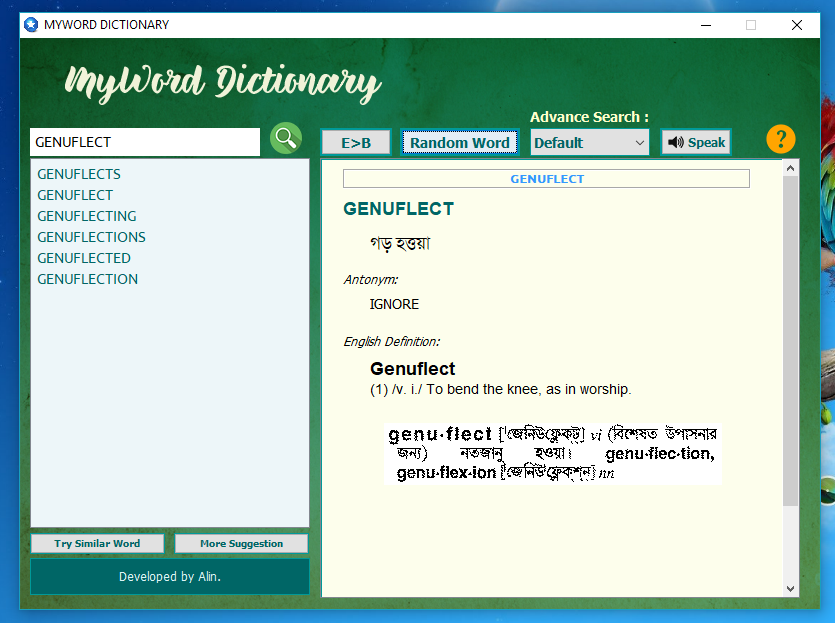 MYWORD DICTIONARY
MyWord Dictionary
Advance Search :
GENUFLECT
E>B
Random Word
Default
Speak
?
GENUFLECTS
GENUFLECT
GENUFLECTING
GENUFLECTIONS
GENUFLECTED
GENUFLECTION
Try Similar Word
More Suggestion
Developed by Alin.
GENUFLECT
GENUFLECT
গড় হত্তয়া
Antonym:
IGNORE
English Definition:
Genuflect
(1) /v. i./ To bend the knee, as in worship.
genu·flect ['জেনিউফ্লেক্ট্] vi (বিশেষত উপাসনার
জন্য) নতজানু হওয়া। genu·flec·tion,
genu·flex·ion [জেনিউ'ফ্লেক্শ্ন্] nn